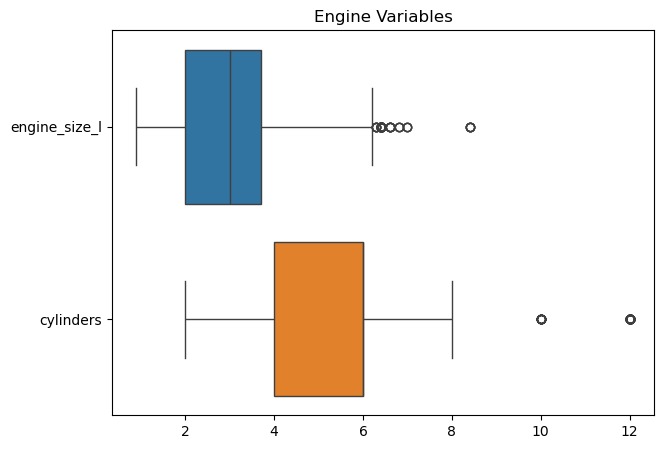 Engine Variables
engine_size_l
cylinders
2 4 6 8 10 12